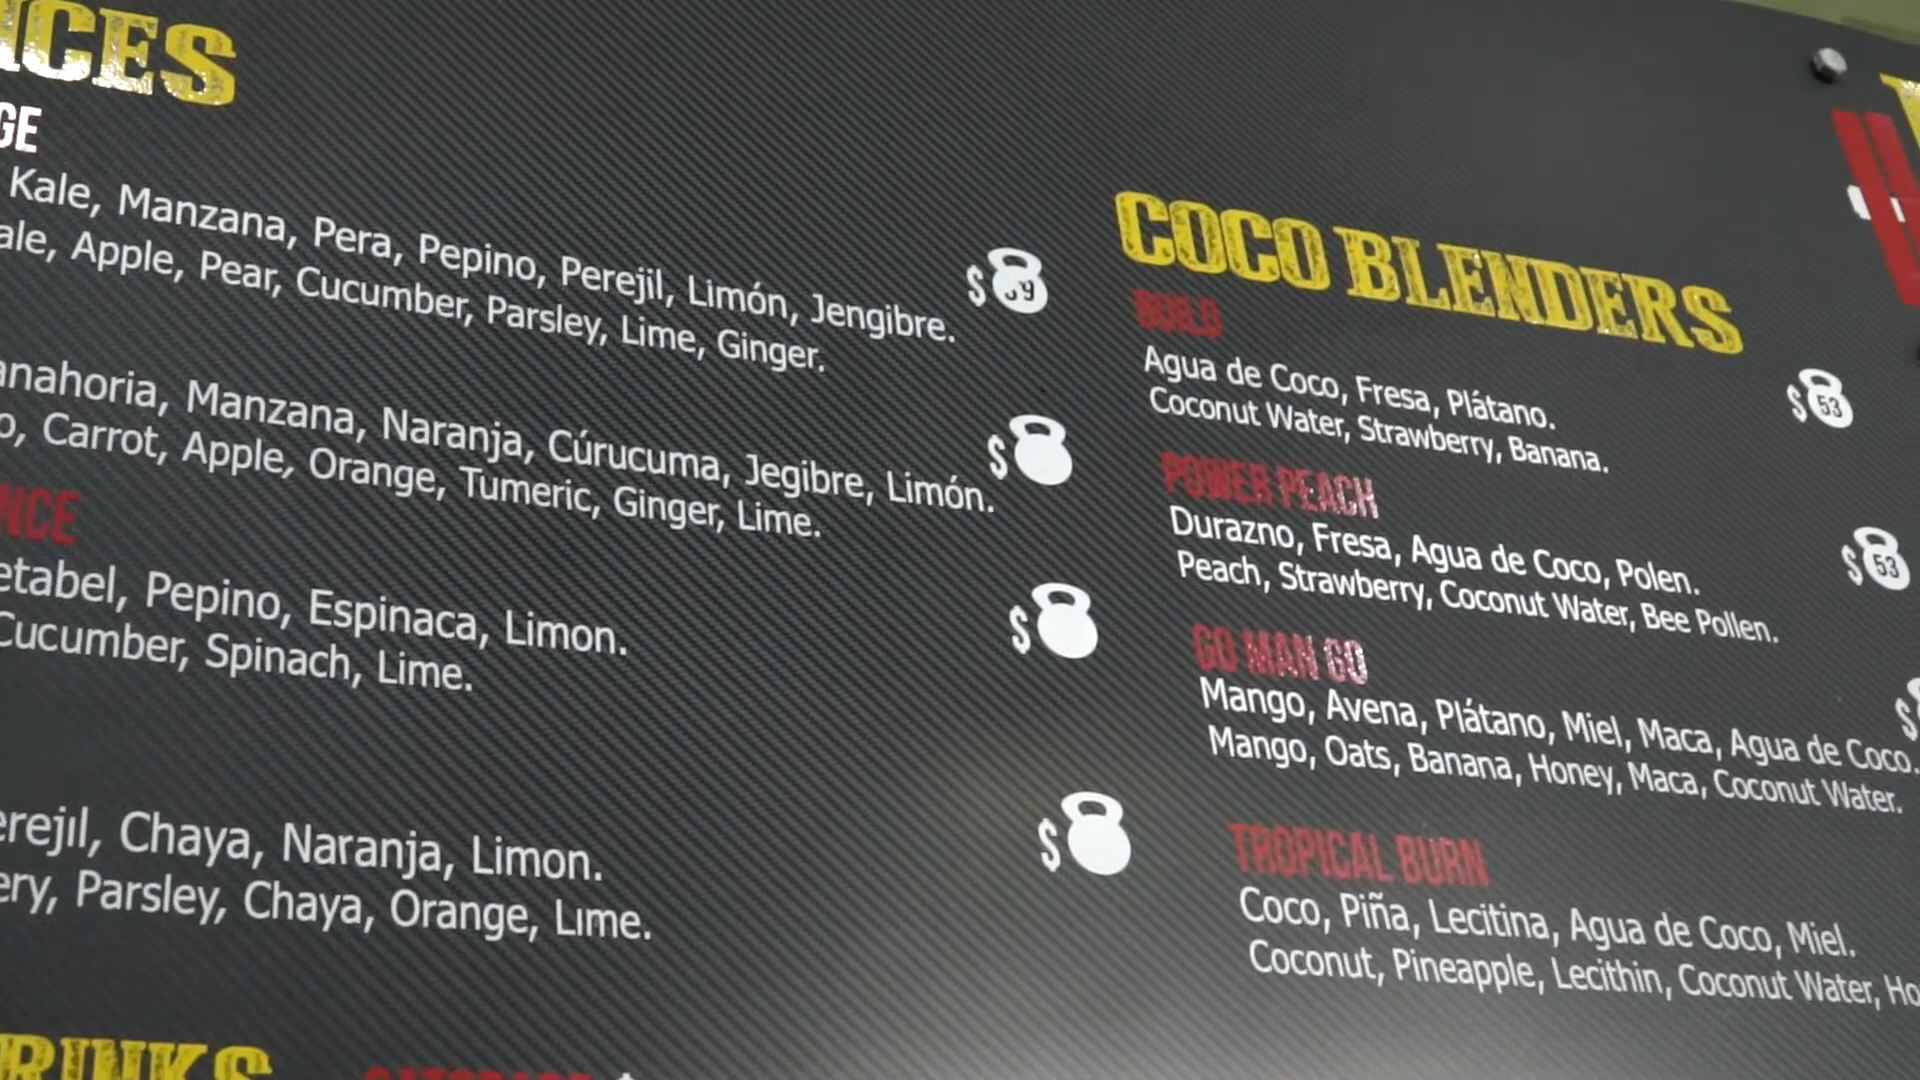 ICES
GE
Kale, Manzana, Pera, Pepino, Perejil, Limón, Jengibre.
ale, Apple, Pear, Cucumber, Parsley, Lime, Ginger.
$
anahoria, Manzana, Naranja, Cúrucuma, Jegibre, Limón.
o, Carrot, Apple, Orange, Tumeric, Ginger, Lime.
$
NCE
etabel, Pepino, Espinaca, Limon.
Cucumber, Spinach, Lime.
$
erejil, Chaya, Naranja, Limon.
ery, Parsley, Chaya, Orange, Lime.
$
RINKS
COCO BLENDERS
BUILD
Agua de Coco, Fresa, Plátano.
Coconut Water, Strawberry, Banana.
$ 53
POWER PEACH
Durazno, Fresa, Agua de Coco, Polen.
Peach, Strawberry, Coconut Water, Bee Pollen.
$ 53
GO MAN GO
Mango, Avena, Plátano, Miel, Maca, Agua de Coco.
Mango, Oats, Banana, Honey, Maca, Coconut Water.
$
TROPICAL BURN
Coco, Piña, Lecitina, Agua de Coco, Miel.
Coconut, Pineapple, Lecithin, Coconut Water, Ho